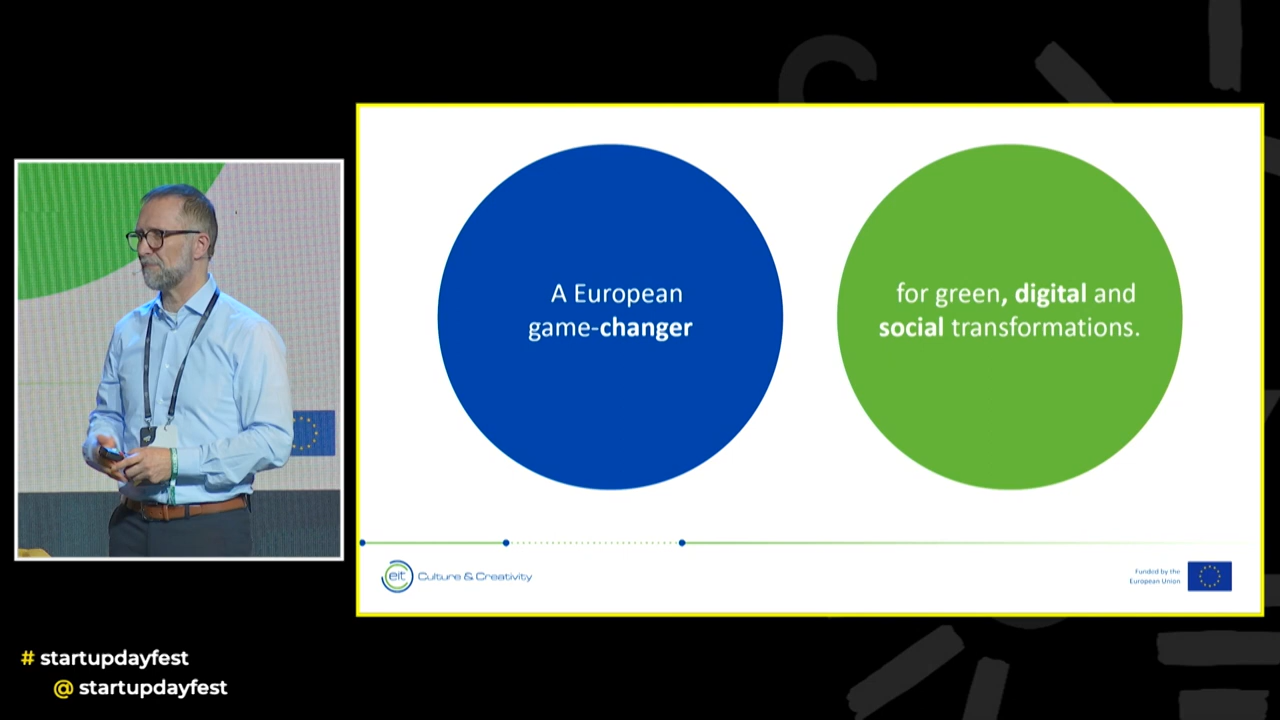 A European
game-changer
for green, digital and
social transformations.
eit Culture & Creativity
Funded by the
European Union
# startupdayfest
@ startupdayfest